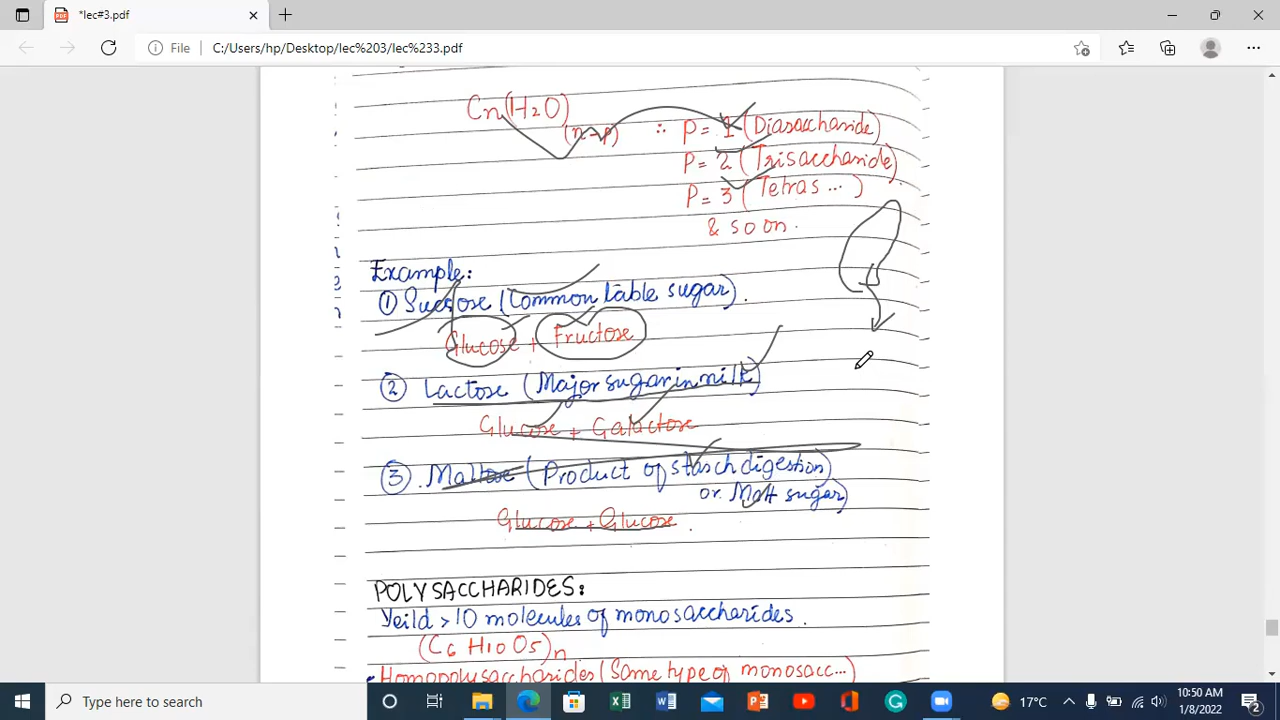 *lec#3.pdf
File
C:/Users/hp/Desktop/lec%203/lec%233.pdf
Cn(H2O)
(n-p)
∴ P= 1 (Diasaccharide)
P= 2 (Trisaccharide)
P= 3 (Tetras ... )
& so on.
Example:
① Sucrose (Common table sugar).
Glucose + Fructose
② Lactose (Major sugar in milk)
Glucose + Galactose
③. Maltose (Product of starch digestion)
or. Malt sugar)
Glucose + Glucose.
POLYSACCHARIDES:
Yeild >10 molecules of monosaccharides.
(C6 H10 O5)n
• Homopolysaccharides (Same type of monosacc...)
Type here to search
17°C
10:50 AM
1/8/2022
2